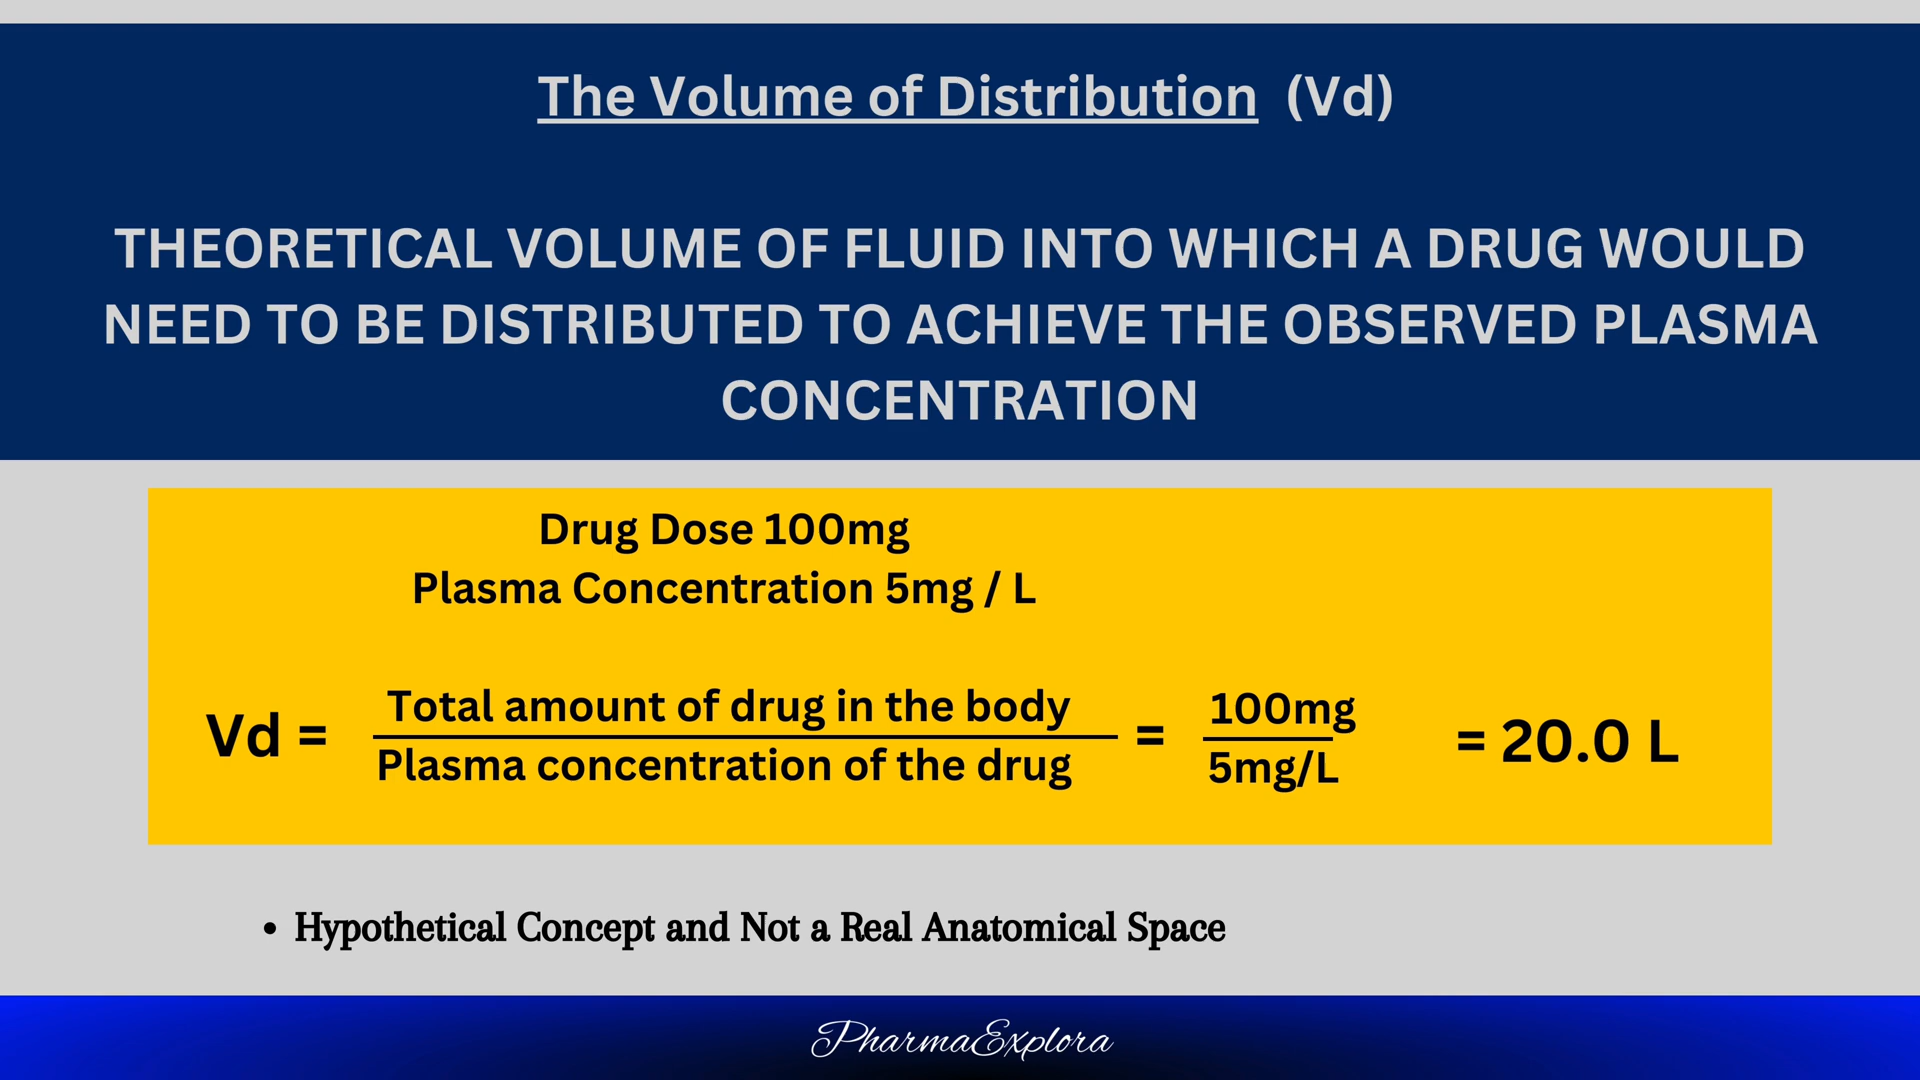 The Volume of Distribution (Vd)
THEORETICAL VOLUME OF FLUID INTO WHICH A DRUG WOULD
NEED TO BE DISTRIBUTED TO ACHIEVE THE OBSERVED PLASMA
CONCENTRATION
Drug Dose 100mg
Plasma Concentration 5mg / L
Vd = Total amount of drug in the body = 100mg = 20.0 L
Plasma concentration of the drug 5mg/L
• Hypothetical Concept and Not a Real Anatomical Space
PharmaExplora